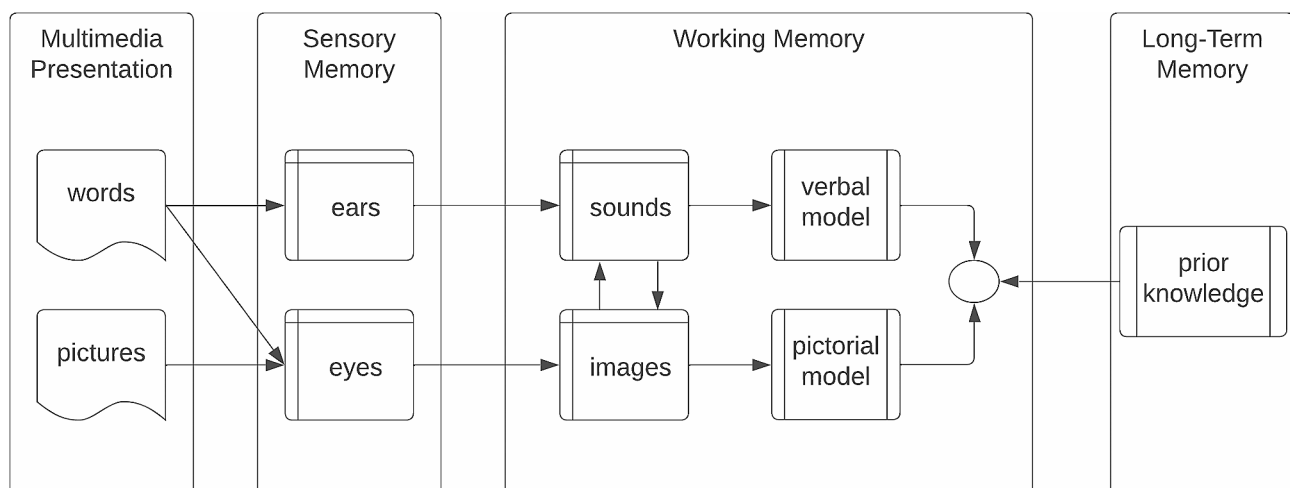 Multimedia
Presentation
Sensory
Memory
Working Memory
Long-Term
Memory
words
ears
sounds
verbal
model
prior
knowledge
pictures
eyes
images
pictorial
model